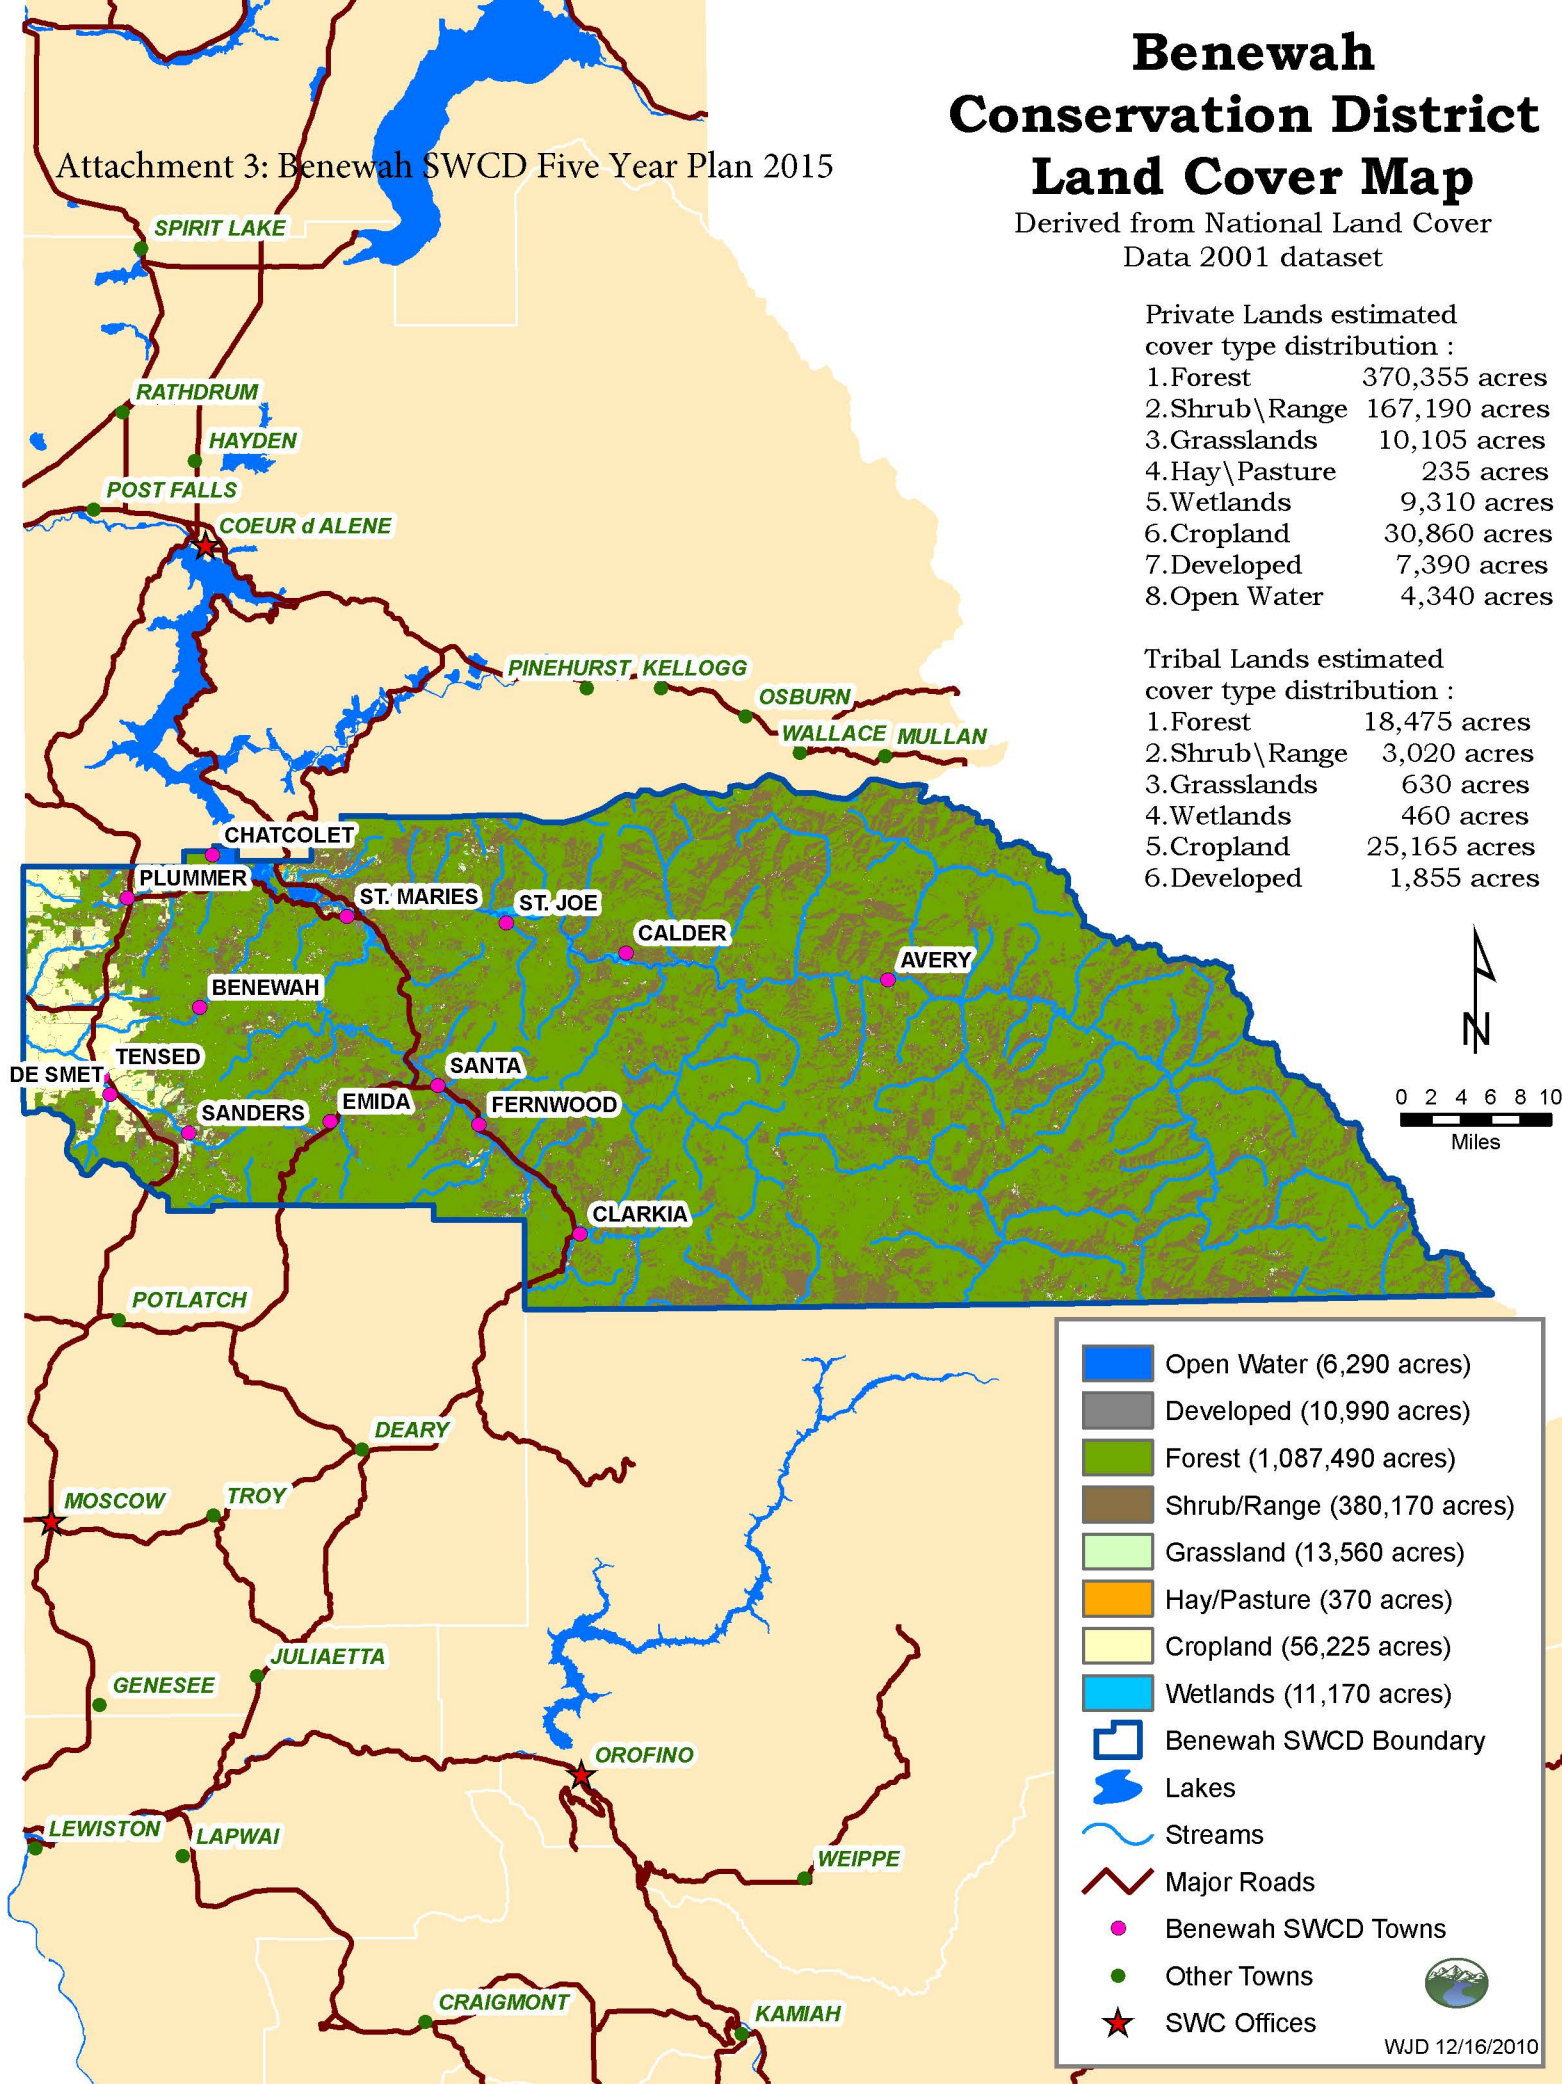 Benewah
Conservation District
Land Cover Map
Derived from National Land Cover
Data 2001 dataset
Attachment 3: Benewah SWCD Five Year Plan 2015
Private Lands estimated
cover type distribution :
1.Forest 370,355 acres
2.Shrub\Range 167,190 acres
3.Grasslands 10,105 acres
4.Hay\Pasture 235 acres
5.Wetlands 9,310 acres
6.Cropland 30,860 acres
7.Developed 7,390 acres
8.Open Water 4,340 acres
Tribal Lands estimated
cover type distribution :
1.Forest 18,475 acres
2.Shrub\Range 3,020 acres
3.Grasslands 630 acres
4.Wetlands 460 acres
5.Cropland 25,165 acres
6.Developed 1,855 acres
SPIRIT LAKE
RATHDRUM
HAYDEN
POST FALLS
COEUR d ALENE
PINEHURST
KELLOGG
OSBURN
WALLACE
MULLAN
CHATCOLET
PLUMMER
ST. MARIES
ST. JOE
CALDER
AVERY
BENEWAH
TENSED
DE SMET
SANTA
SANDERS
EMIDA
FERNWOOD
CLARKIA
N
0 2 4 6 8 10
Miles
POTLATCH
DEARY
MOSCOW
TROY
JULIAETTA
GENESEE
OROFINO
LEWISTON
LAPWAI
WEIPPE
CRAIGMONT
KAMIAH
Open Water (6,290 acres)
Developed (10,990 acres)
Forest (1,087,490 acres)
Shrub/Range (380,170 acres)
Grassland (13,560 acres)
Hay/Pasture (370 acres)
Cropland (56,225 acres)
Wetlands (11,170 acres)
Benewah SWCD Boundary
Lakes
Streams
Major Roads
Benewah SWCD Towns
Other Towns
SWC Offices
WJD 12/16/2010